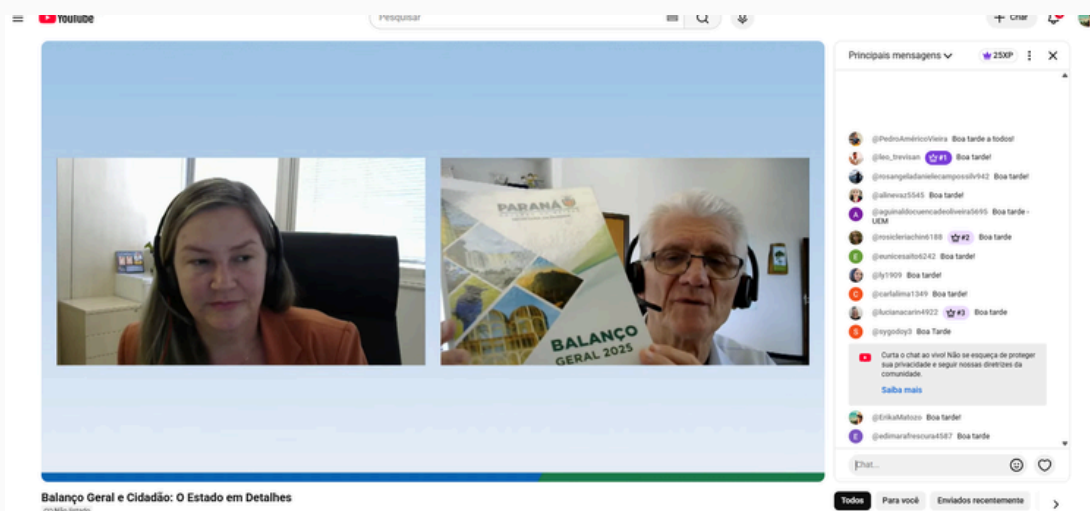 YouTube
Pesquisar
Criar
PARANÁ
BALANÇO
GERAL 2025
Balanço Geral e Cidadão: O Estado em Detalhes
Não listado
Principais mensagens
25XP
@PedroAméricoVieira Boa tarde a todos!
@leo_trevisan #1 Boa tarde!
@rosangeladanielecampossilv942 Boa tarde!
@alinevaz5545 Boa tarde!
A @aguinaldocuencadeoliveira5695 Boa tarde -
UEM
@rosicleriachin6188 #2 Boa tarde
E @eunicesaito6242 Boa tarde!
@ly1909 Boa tarde!
C @carlalima1349 Boa tarde!
@lucianacarin4922 #3 Boa tarde
S @sygodoy3 Boa Tarde
Curta o chat ao vivo! Não se esqueça de proteger
sua privacidade e seguir nossas diretrizes da
comunidade.
Saiba mais
@ErikaMatozo Boa tarde!
E @edimarafrescura4587 Boa tarde
Chat...
Todos
Para você
Enviados recentemente